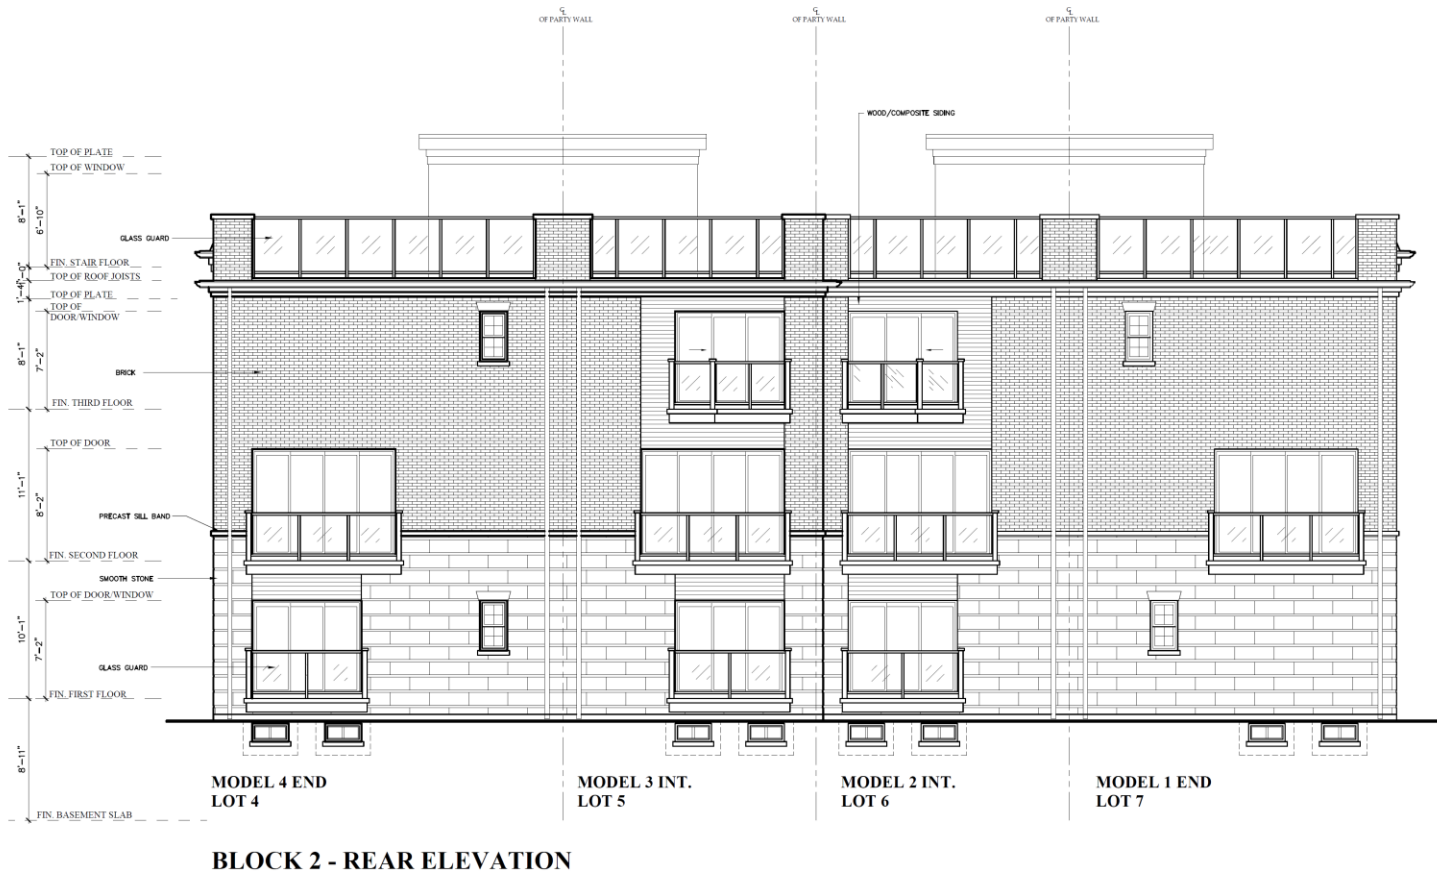 ℄
OF PARTY WALL
℄
OF PARTY WALL
℄
OF PARTY WALL
WOOD/COMPOSITE SIDING
TOP OF PLATE
TOP OF WINDOW
8'-1"
6'-10"
GLASS GUARD
FIN. STAIR FLOOR
1'-0"
TOP OF ROOF JOISTS
1'-4"
TOP OF PLATE
TOP OF
DOOR/WINDOW
8'-1"
7'-2"
BRICK
FIN. THIRD FLOOR
TOP OF DOOR
11'-1"
8'-2"
PRECAST SILL BAND
FIN. SECOND FLOOR
SMOOTH STONE
TOP OF DOOR/WINDOW
10'-1"
7'-2"
GLASS GUARD
FIN. FIRST FLOOR
8'-11"
FIN. BASEMENT SLAB
MODEL 4 END
LOT 4
MODEL 3 INT.
LOT 5
MODEL 2 INT.
LOT 6
MODEL 1 END
LOT 7
BLOCK 2 - REAR ELEVATION